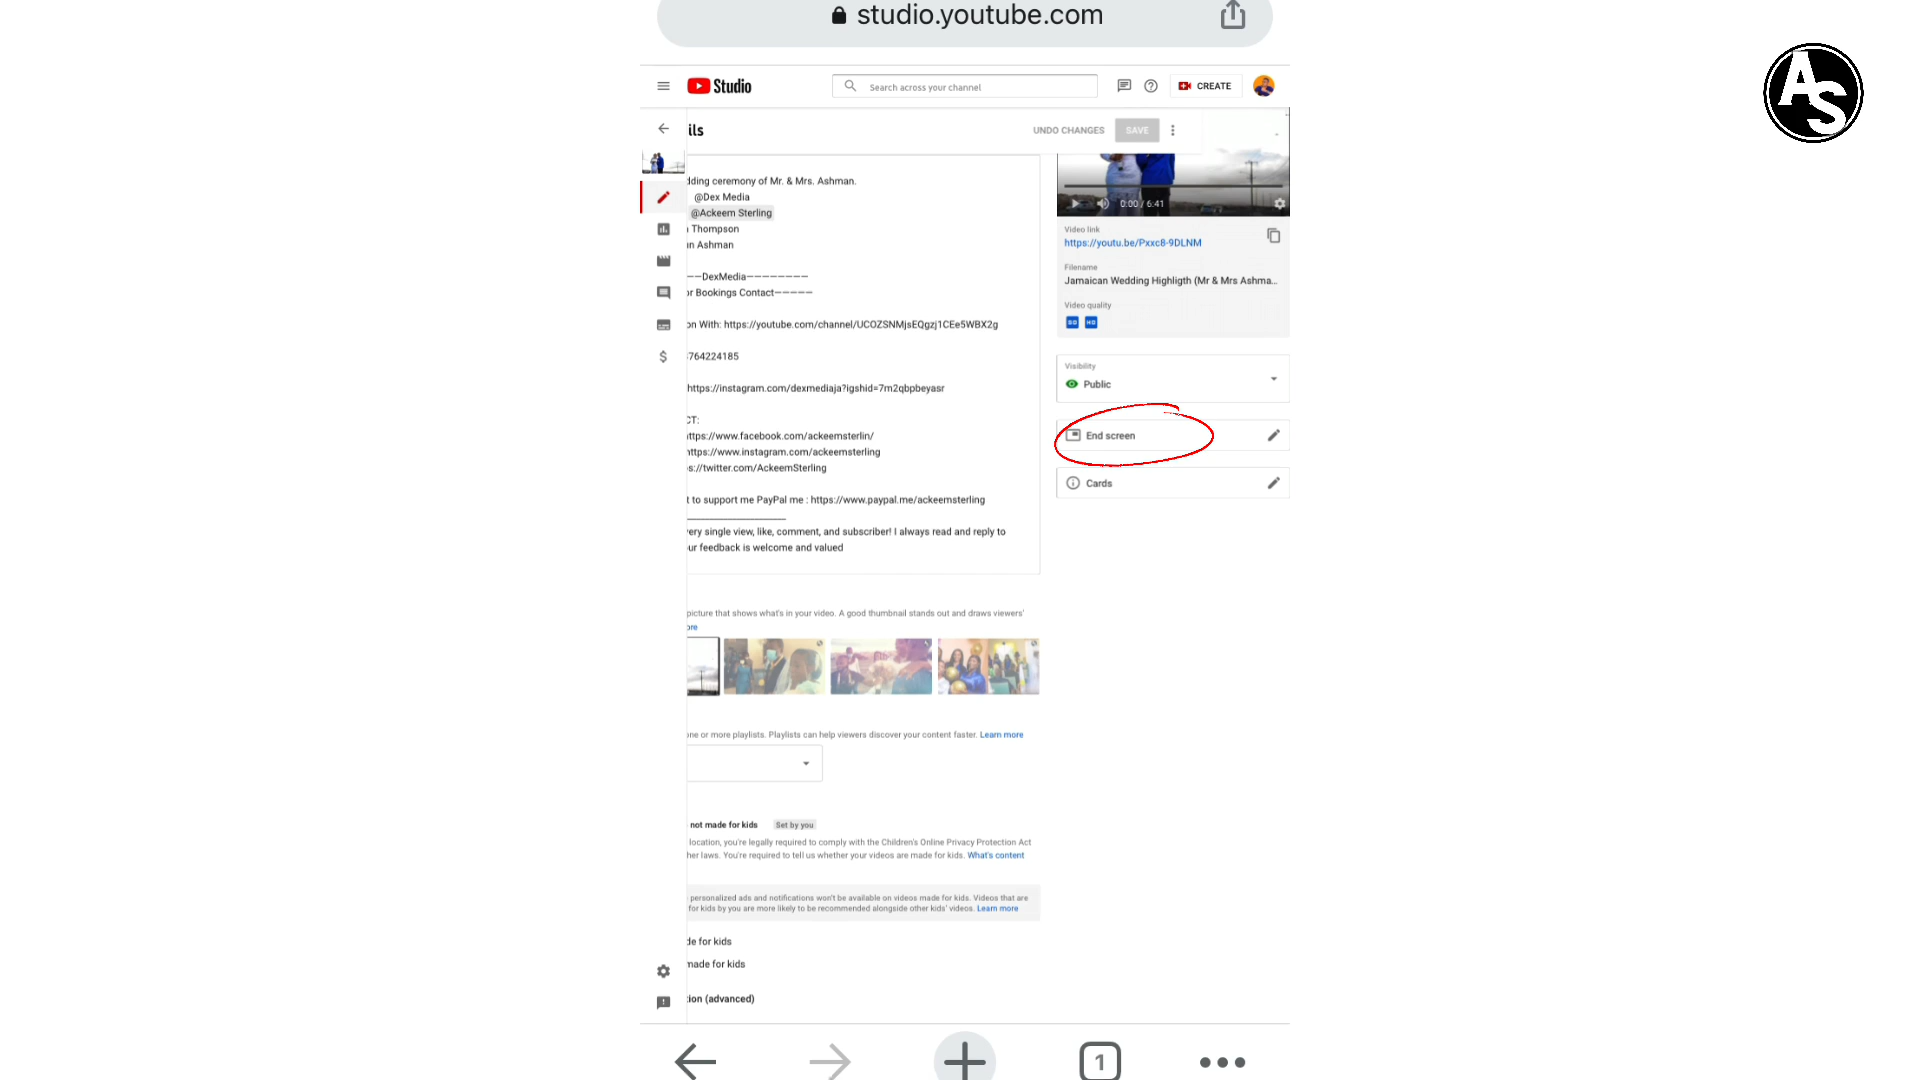 studio.youtube.com
AS
Studio
Search across your channel
CREATE
ils
UNDO CHANGES
SAVE
dding ceremony of Mr. & Mrs. Ashman.
@Dex Media
@Ackeem Sterling
Thompson
n Ashman
——DexMedia————————
or Bookings Contact—————
on With: https://youtube.com/channel/UCOZSNMjsEQgzj1CEe5WBX2g
764224185
https://instagram.com/dexmediaja?igshid=7m2qbpbeyasr
CT:
ttps://www.facebook.com/ackeemsterlin/
https://www.instagram.com/ackeemsterling
s://twitter.com/AckeemSterling
t to support me PayPal me : https://www.paypal.me/ackeemsterling
very single view, like, comment, and subscriber! I always read and reply to
ur feedback is welcome and valued
0:00 / 6:41
Video link
https://youtu.be/Pxxc8-9DLNM
Filename
Jamaican Wedding Highligth (Mr & Mrs Ashma...
Video quality
SD HD
Visibility
Public
End screen
Cards
picture that shows what's in your video. A good thumbnail stands out and draws viewers'
ore
one or more playlists. Playlists can help viewers discover your content faster. Learn more
not made for kids Set by you
location, you're legally required to comply with the Children's Online Privacy Protection Act
her laws. You're required to tell us whether your videos are made for kids. What's content
personalized ads and notifications won't be available on videos made for kids. Videos that are
for kids by you are more likely to be recommended alongside other kids' videos. Learn more
de for kids
made for kids
tion (advanced)
1